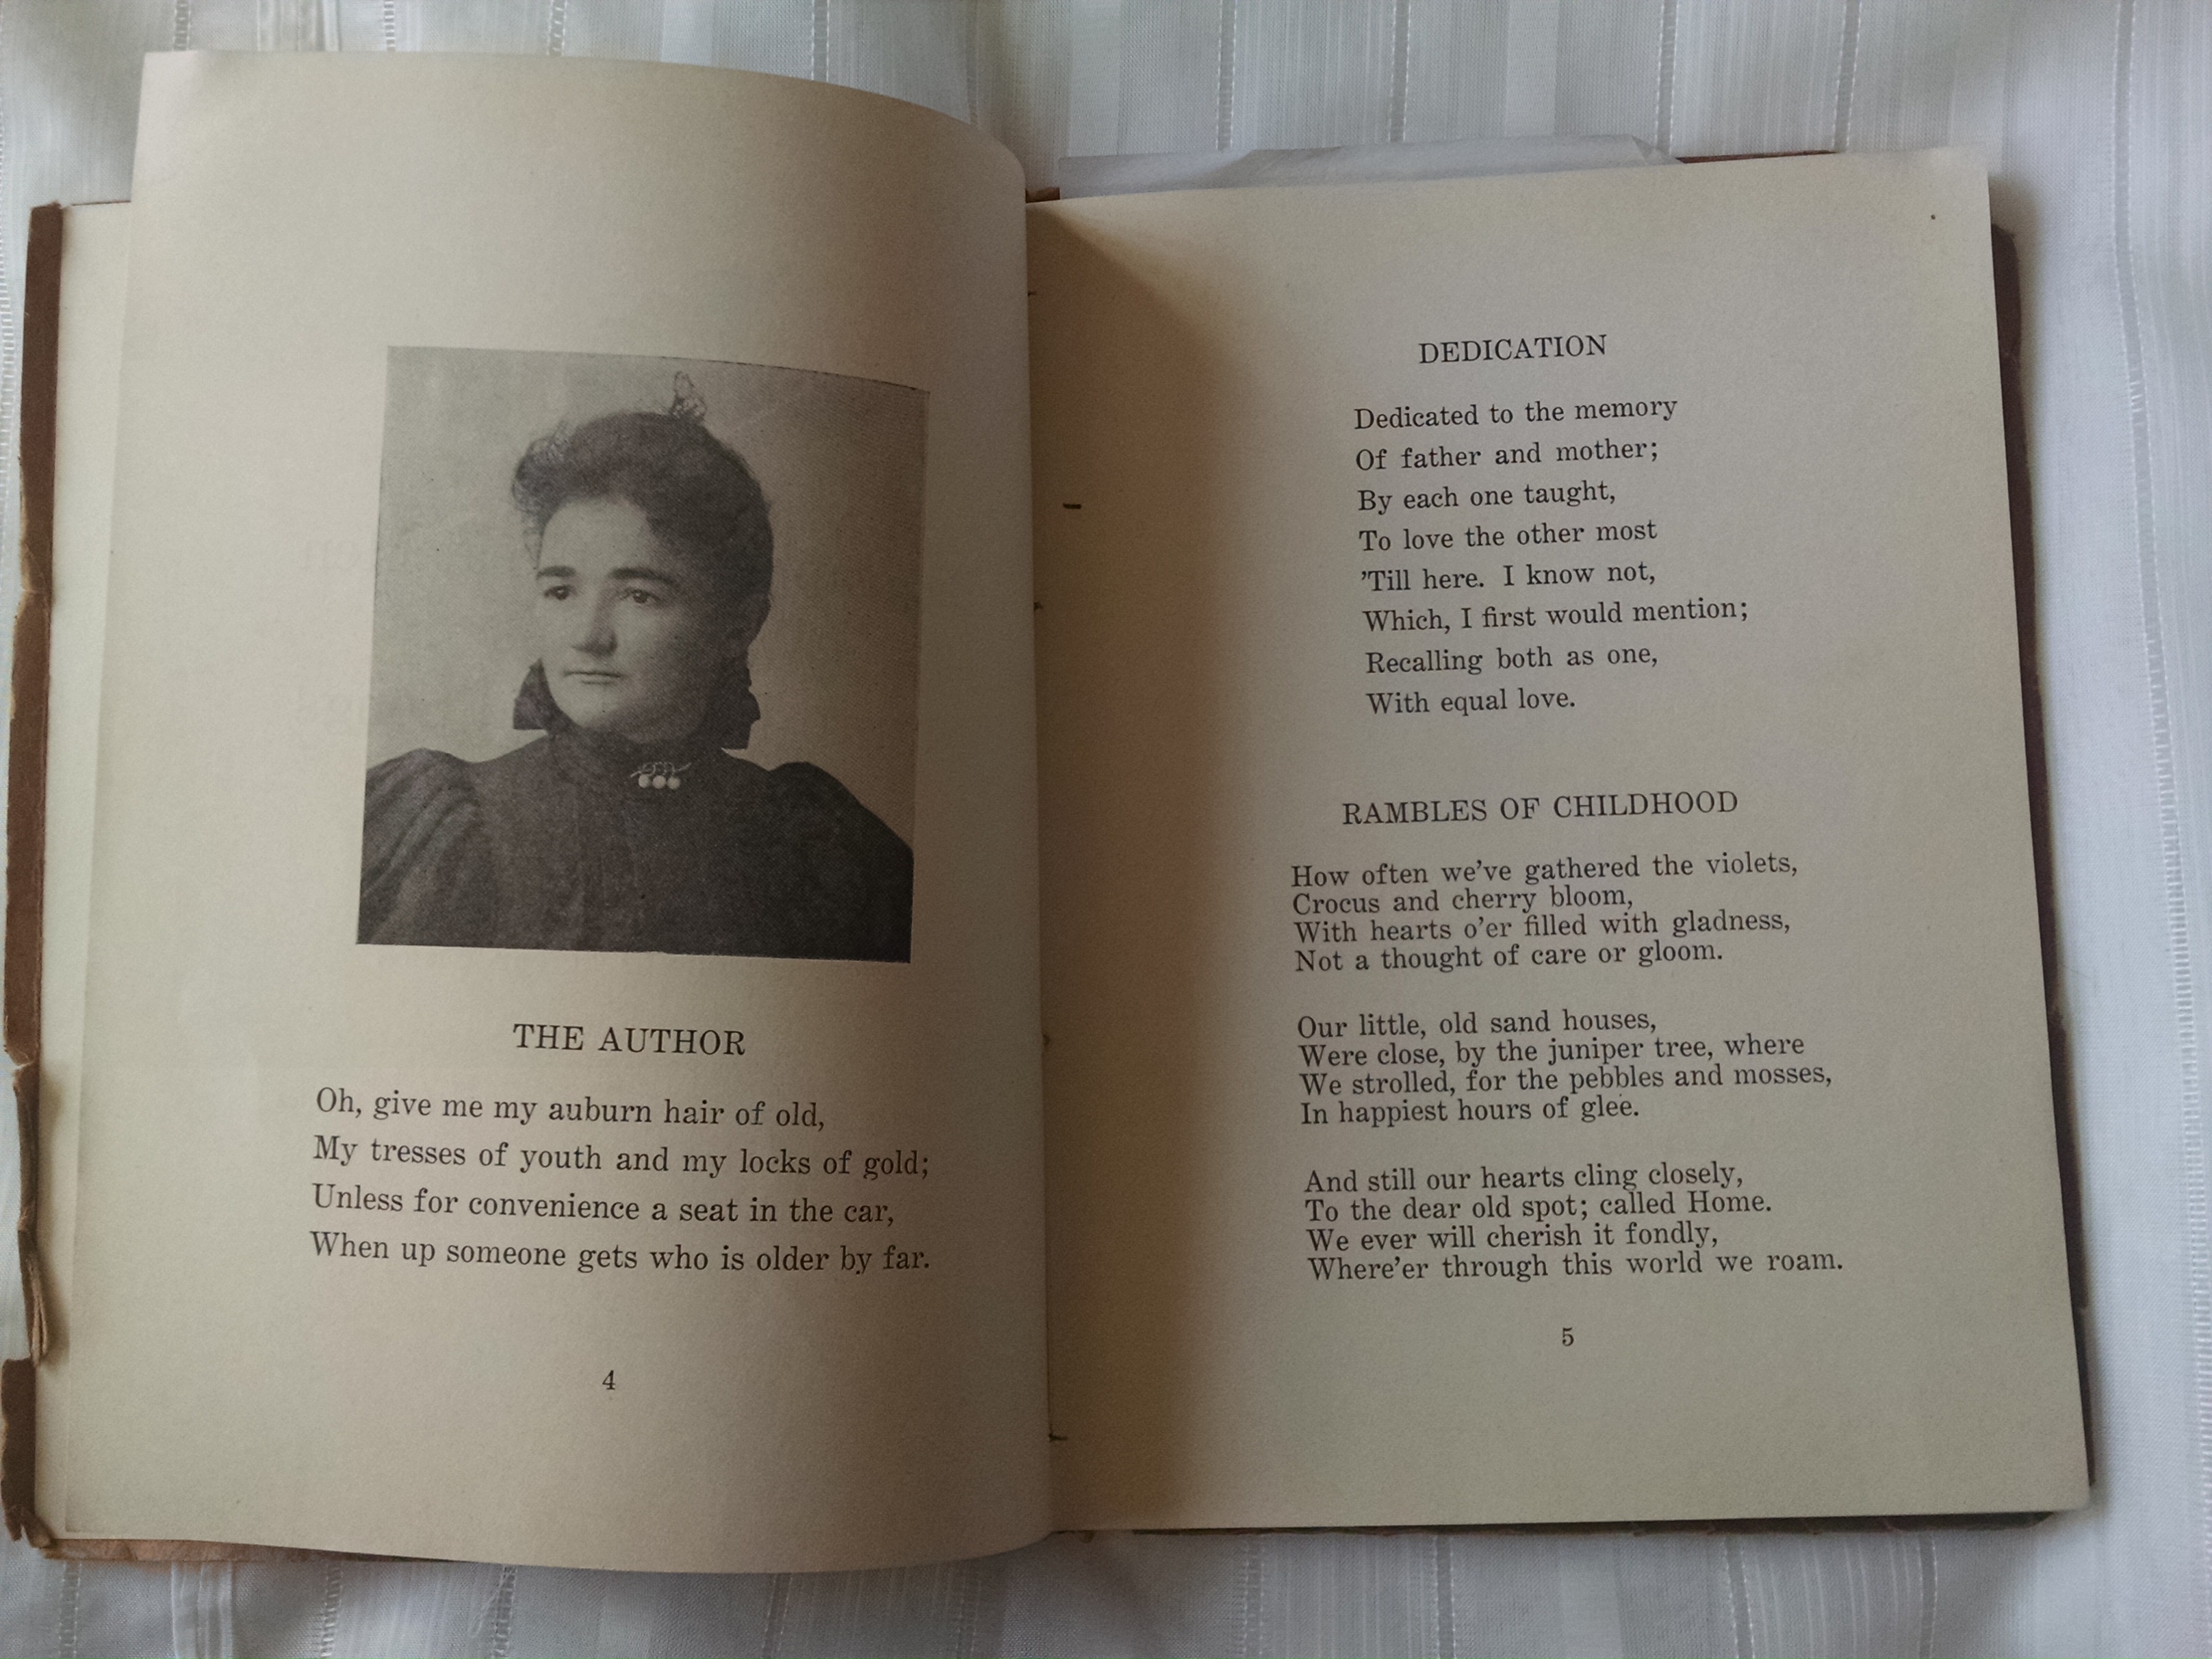 THE AUTHOR
Oh, give me my auburn hair of old,
My tresses of youth and my locks of gold;
Unless for convenience a seat in the car,
When up someone gets who is older by far.
4
DEDICATION
Dedicated to the memory
Of father and mother;
By each one taught,
To love the other most
’Till here. I know not,
Which, I first would mention;
Recalling both as one,
With equal love.
RAMBLES OF CHILDHOOD
How often we’ve gathered the violets,
Crocus and cherry bloom,
With hearts o’er filled with gladness,
Not a thought of care or gloom.
Our little, old sand houses,
Were close, by the juniper tree, where
We strolled, for the pebbles and mosses,
In happiest hours of glee.
And still our hearts cling closely,
To the dear old spot; called Home.
We ever will cherish it fondly,
Where’er through this world we roam.
5